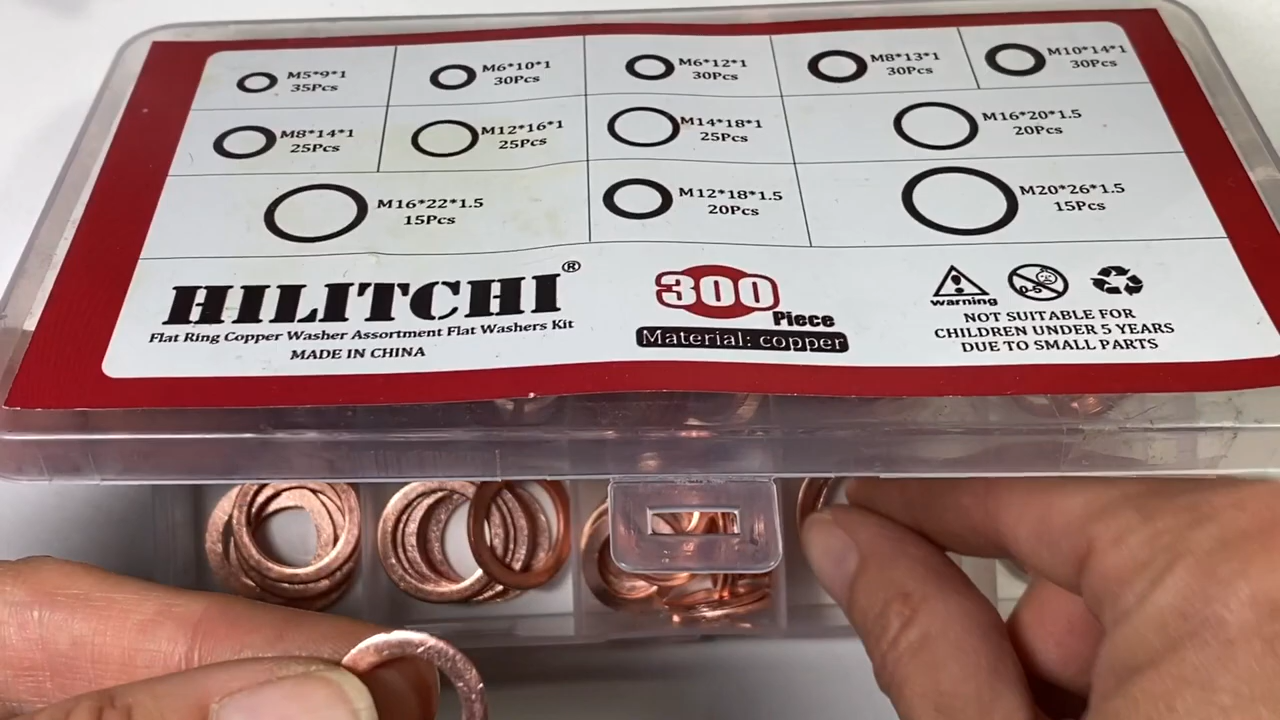 M5*9*1
35Pcs
M6*10*1
30Pcs
M6*12*1
30Pcs
M8*13*1
30Pcs
M10*14*1
30Pcs
M8*14*1
25Pcs
M12*16*1
25Pcs
M14*18*1
25Pcs
M16*20*1.5
20Pcs
M16*22*1.5
15Pcs
M12*18*1.5
20Pcs
M20*26*1.5
15Pcs
HILITCHI®
Flat Ring Copper Washer Assortment Flat Washers Kit
MADE IN CHINA
300
Piece
Material: copper
warning
0-5
NOT SUITABLE FOR
CHILDREN UNDER 5 YEARS
DUE TO SMALL PARTS